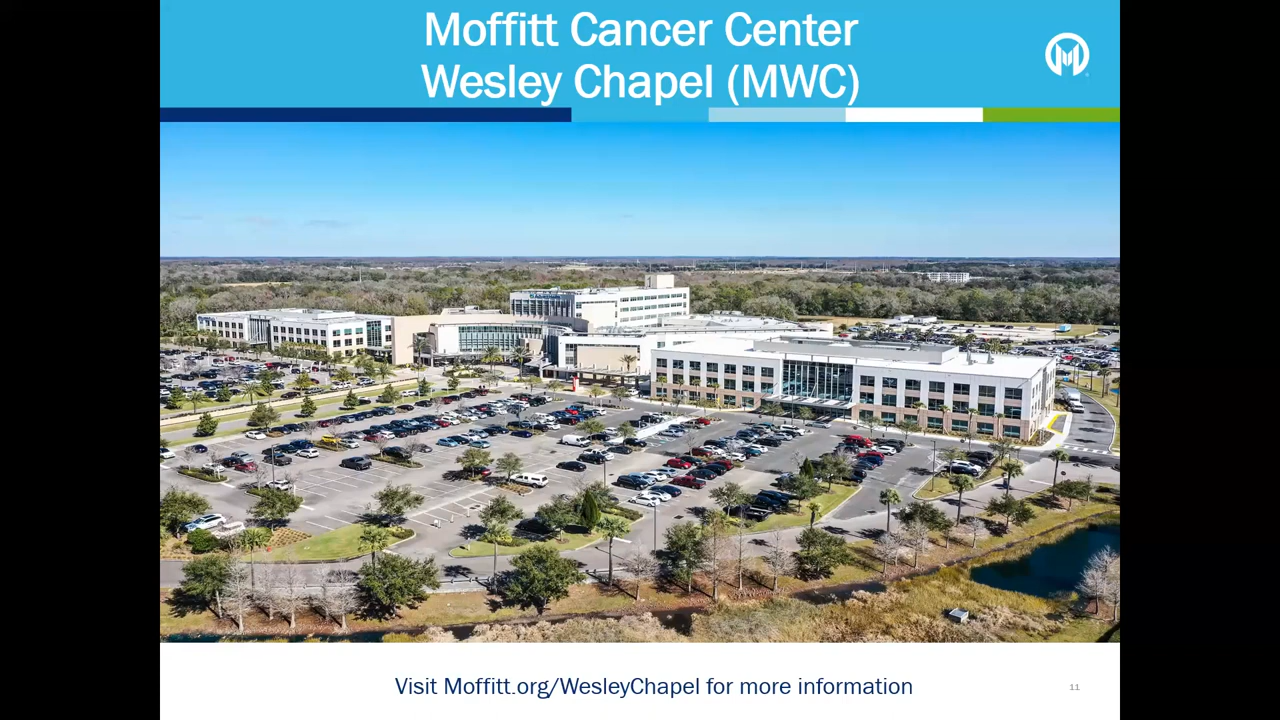 Moffitt Cancer Center
Wesley Chapel (MWC)
Visit Moffitt.org/WesleyChapel for more information
11